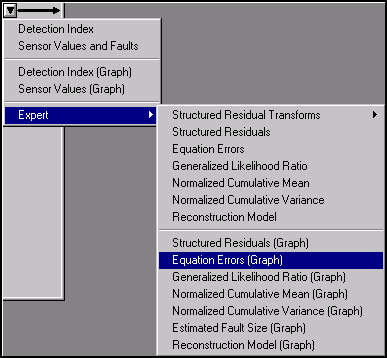 Detection Index
Sensor Values and Faults
Detection Index (Graph)
Sensor Values (Graph)
Expert
Structured Residual Transforms
Structured Residuals
Equation Errors
Generalized Likelihood Ratio
Normalized Cumulative Mean
Normalized Cumulative Variance
Reconstruction Model
Structured Residuals (Graph)
Equation Errors (Graph)
Generalized Likelihood Ratio (Graph)
Normalized Cumulative Mean (Graph)
Normalized Cumulative Variance (Graph)
Estimated Fault Size (Graph)
Reconstruction Model (Graph)